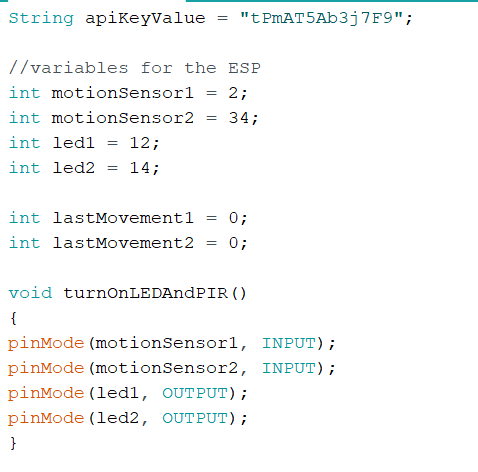 String apiKeyValue = "tPmAT5Ab3j7F9";
//variables for the ESP
int motionSensor1 = 2;
int motionSensor2 = 34;
int led1 = 12;
int led2 = 14;
int lastMovement1 = 0;
int lastMovement2 = 0;
void turnOnLEDAndPIR()
{
pinMode(motionSensor1, INPUT);
pinMode(motionSensor2, INPUT);
pinMode(led1, OUTPUT);
pinMode(led2, OUTPUT);
}